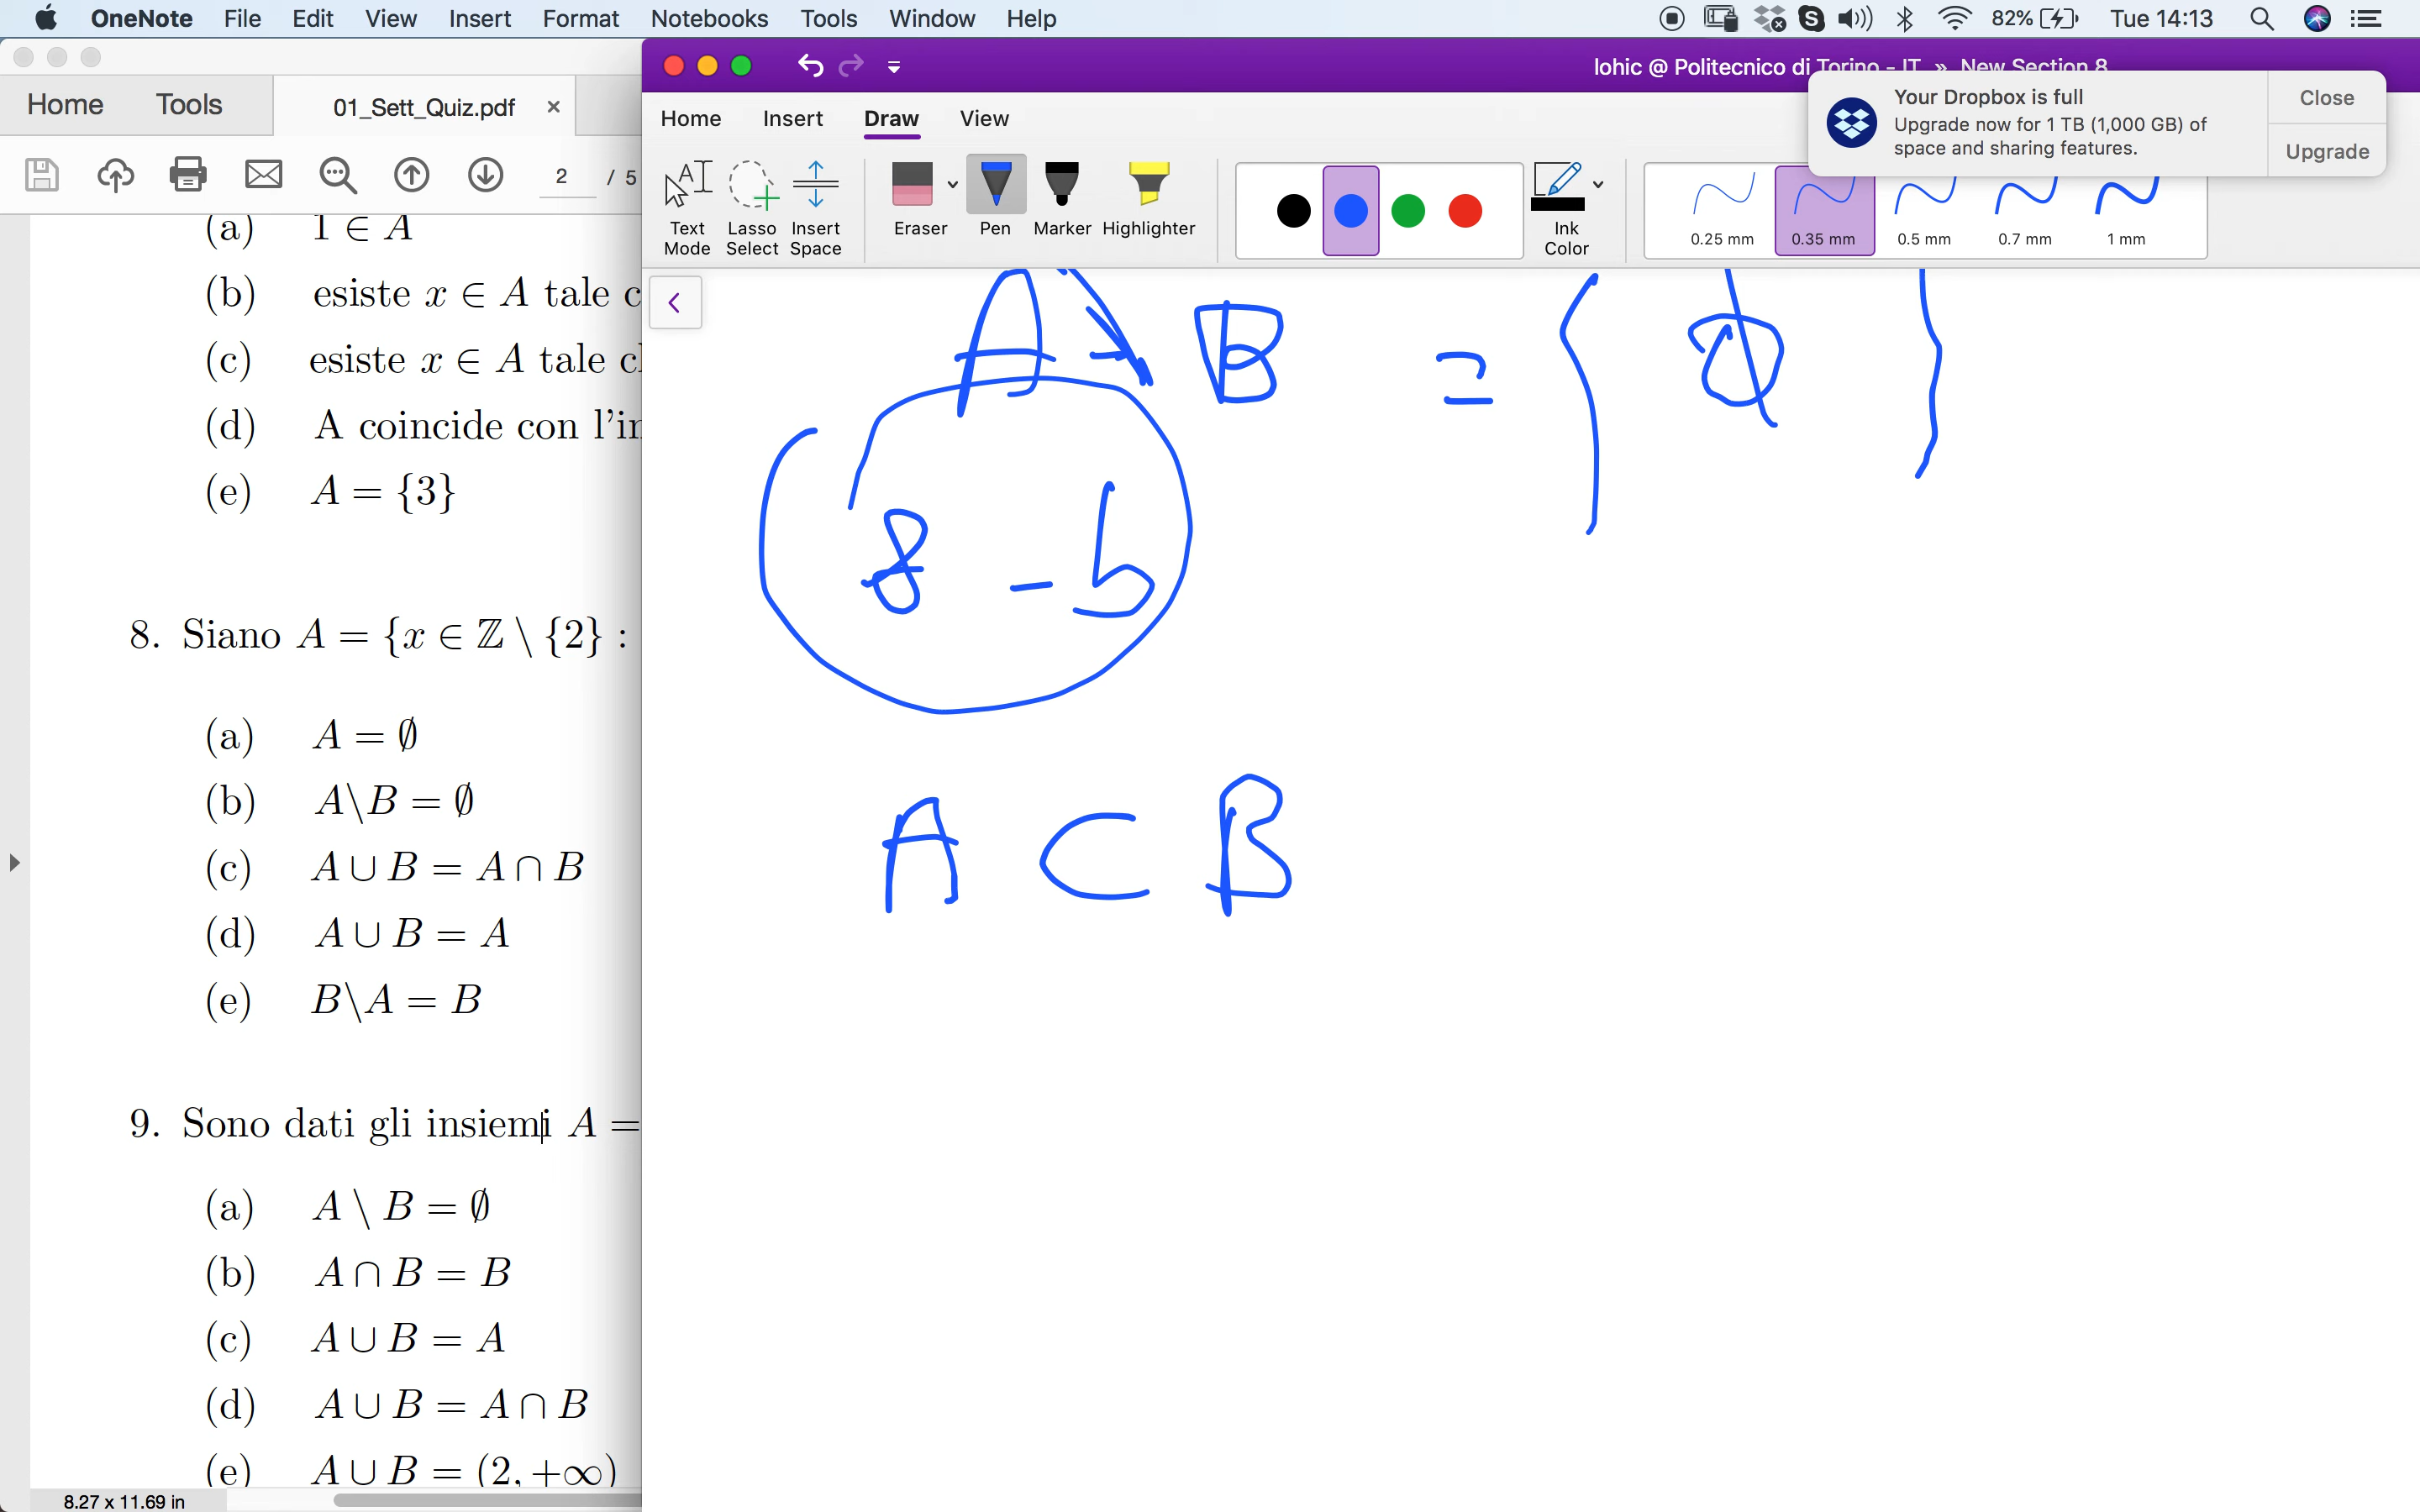 OneNote File Edit View Insert Format Notebooks Tools Window Help 82% Tue 14:13
lohic @ Politecnico di Torino - IT » New Section 8
Your Dropbox is full
Upgrade now for 1 TB (1,000 GB) of
space and sharing features.
Close
Upgrade
Home Tools 01_Sett_Quiz.pdf ×
2 / 5
Home Insert Draw View
Text Mode
Lasso Select
Insert Space
Eraser
Pen
Marker
Highlighter
Ink Color
0.25 mm 0.35 mm 0.5 mm 0.7 mm 1 mm
(a) 1 ∈ A
(b) esiste x ∈ A tale c
(c) esiste x ∈ A tale
(d) A coincide con l'in
(e) A = {3}
8. Siano A = {x ∈ ℤ \ {2} :
(a) A = ∅
(b) A\B = ∅
(c) A ∪ B = A ∩ B
(d) A ∪ B = A
(e) B\A = B
9. Sono dati gli insiemi A =
(a) A \ B = ∅
(b) A ∩ B = B
(c) A ∪ B = A
(d) A ∪ B = A ∩ B
(e) A ∪ B = (2, +∞)
8.27 x 11.69 in
A \ B = { ∅ }
8 - 5
A ⊂ B